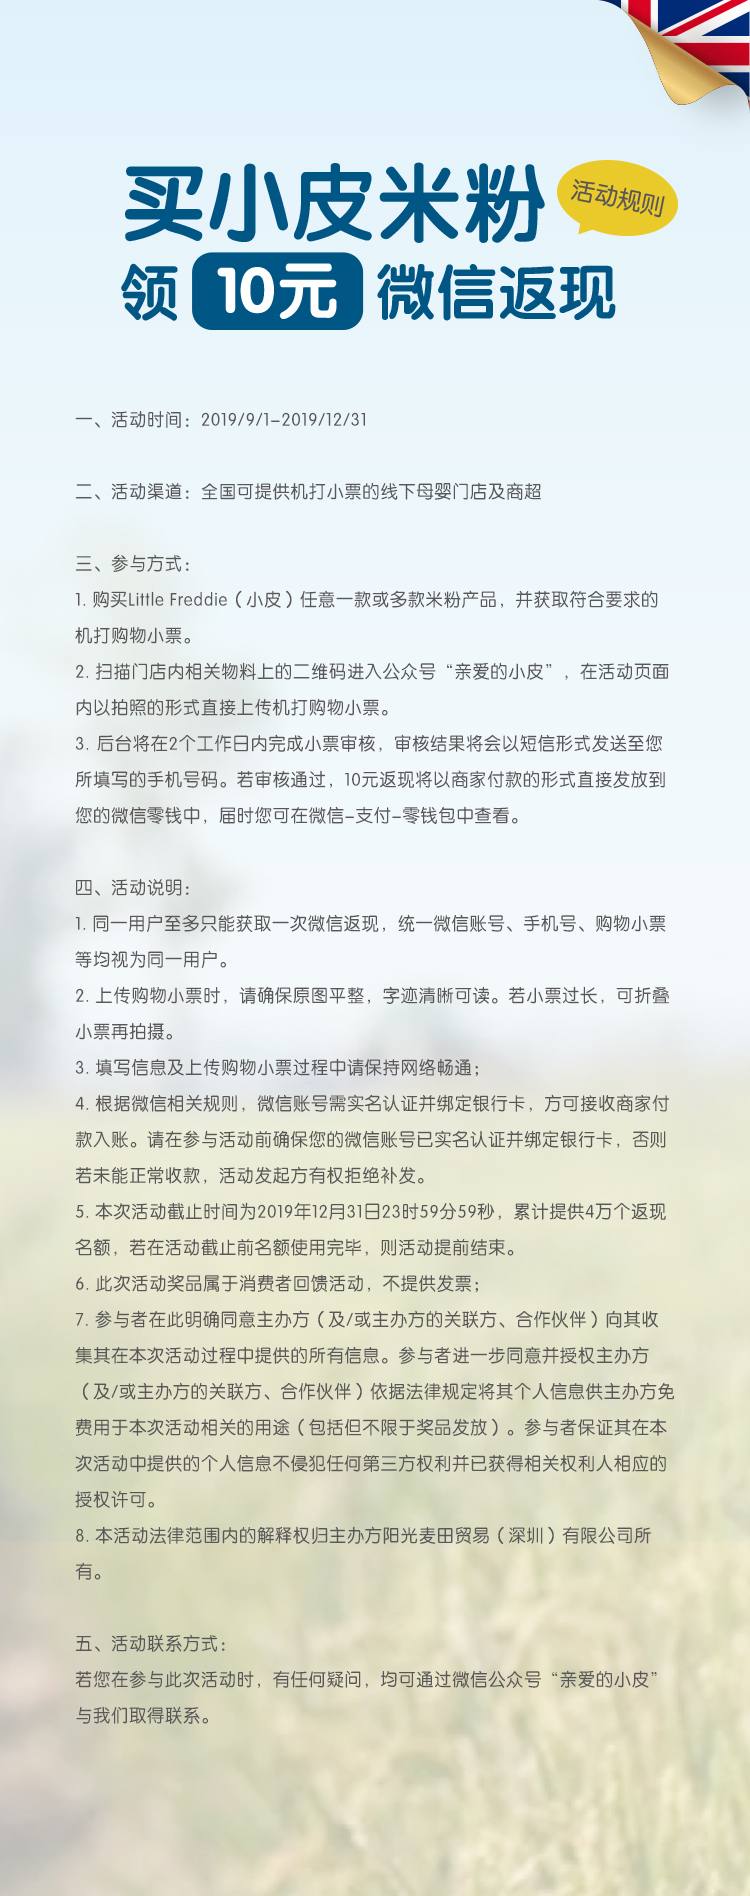 买小皮米粉
活动规则
领 10元 微信返现
一、活动时间：2019/9/1-2019/12/31
二、活动渠道：全国可提供机打小票的线下母婴门店及商超
三、参与方式：
1. 购买Little Freddie（小皮）任意一款或多款米粉产品，并获取符合要求的
机打购物小票。
2. 扫描门店内相关物料上的二维码进入公众号“亲爱的小皮”，在活动页面
内以拍照的形式直接上传机打购物小票。
3. 后台将在2个工作日内完成小票审核，审核结果将会以短信形式发送至您
所填写的手机号码。若审核通过，10元返现将以商家付款的形式直接发放到
您的微信零钱中，届时您可在微信-支付-零钱包中查看。
四、活动说明：
1. 同一用户至多只能获取一次微信返现，统一微信账号、手机号、购物小票
等均视为同一用户。
2. 上传购物小票时，请确保原图平整，字迹清晰可读。若小票过长，可折叠
小票再拍摄。
3. 填写信息及上传购物小票过程中请保持网络畅通；
4. 根据微信相关规则，微信账号需实名认证并绑定银行卡，方可接收商家付
款入账。请在参与活动前确保您的微信账号已实名认证并绑定银行卡，否则
若未能正常收款，活动发起方有权拒绝补发。
5. 本次活动截止时间为2019年12月31日23时59分59秒，累计提供4万个返现
名额，若在活动截止前名额使用完毕，则活动提前结束。
6. 此次活动奖品属于消费者回馈活动，不提供发票；
7. 参与者在此明确同意主办方（及/或主办方的关联方、合作伙伴）向其收
集其在本次活动过程中提供的所有信息。参与者进一步同意并授权主办方
（及/或主办方的关联方、合作伙伴）依据法律规定将其个人信息供主办方免
费用于本次活动相关的用途（包括但不限于奖品发放）。参与者保证其在本
次活动中提供的个人信息不侵犯任何第三方权利并已获得相关权利人相应的
授权许可。
8. 本活动法律范围内的解释权归主办方阳光麦田贸易（深圳）有限公司所
有。
五、活动联系方式：
若您在参与此次活动时，有任何疑问，均可通过微信公众号“亲爱的小皮”
与我们取得联系。